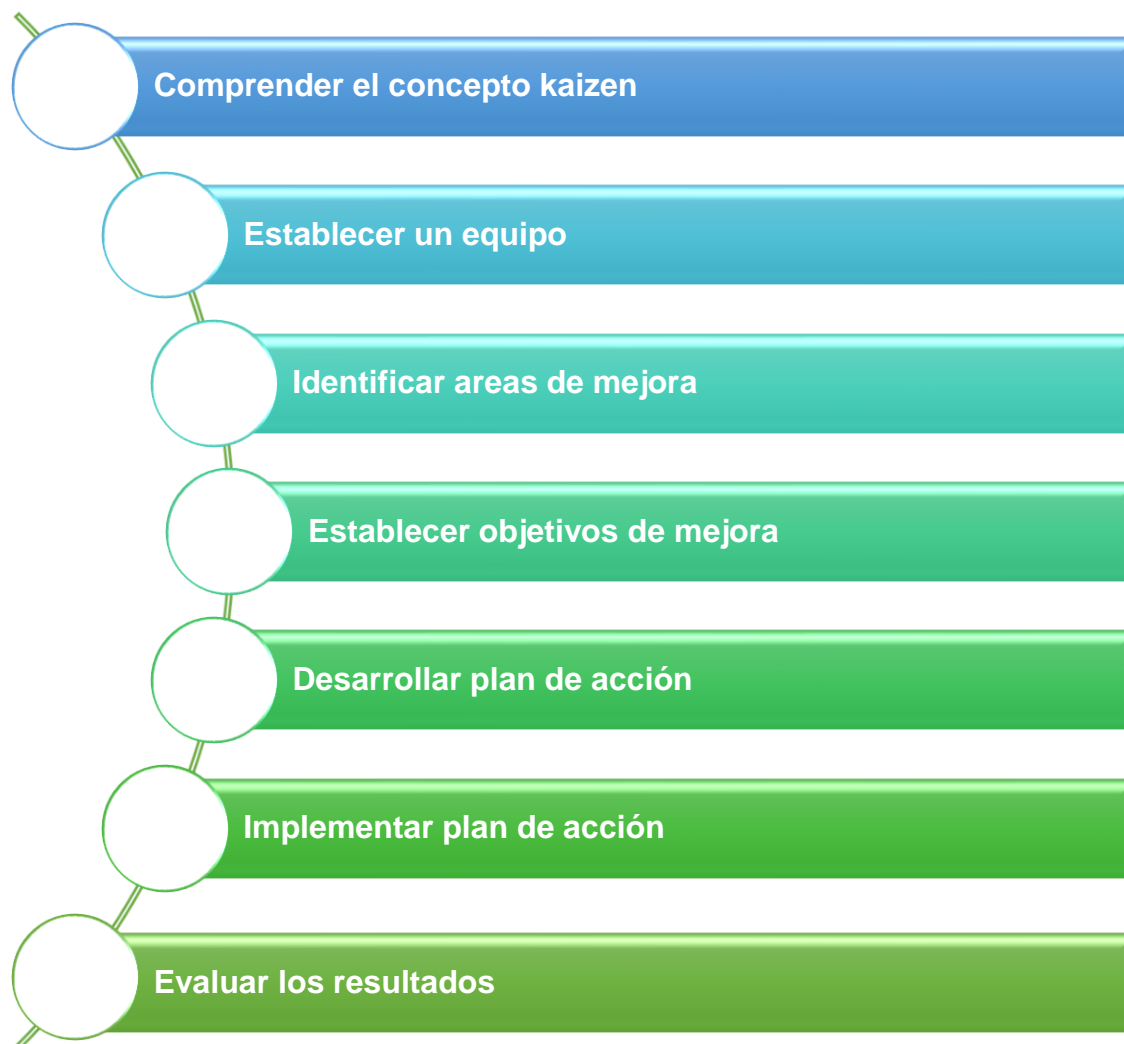 Comprender el concepto kaizen
Establecer un equipo
Identificar areas de mejora
Establecer objetivos de mejora
Desarrollar plan de acción
Implementar plan de acción
Evaluar los resultados